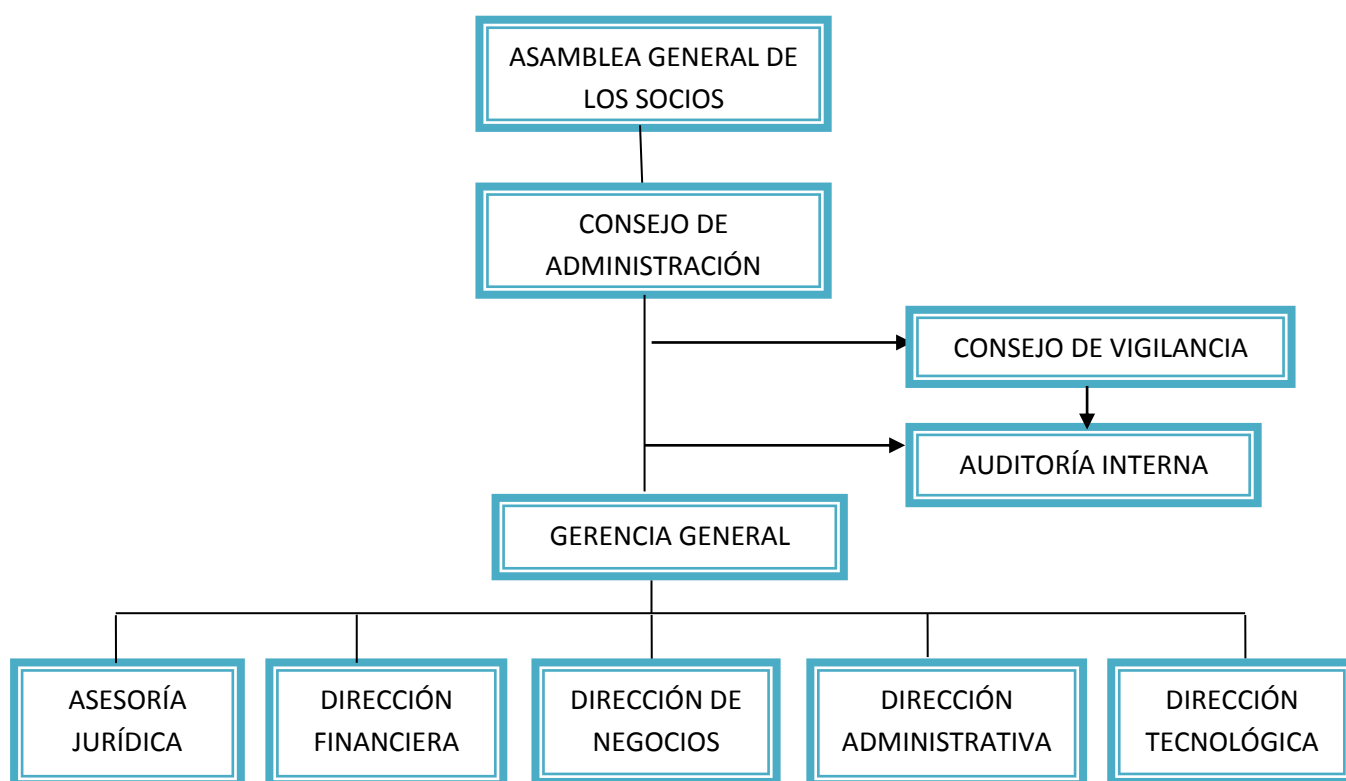 ASAMBLEA GENERAL DE
LOS SOCIOS
CONSEJO DE
ADMINISTRACIÓN
CONSEJO DE VIGILANCIA
AUDITORÍA INTERNA
GERENCIA GENERAL
ASESORÍA
JURÍDICA
DIRECCIÓN
FINANCIERA
DIRECCIÓN DE
NEGOCIOS
DIRECCIÓN
ADMINISTRATIVA
DIRECCIÓN
TECNOLÓGICA